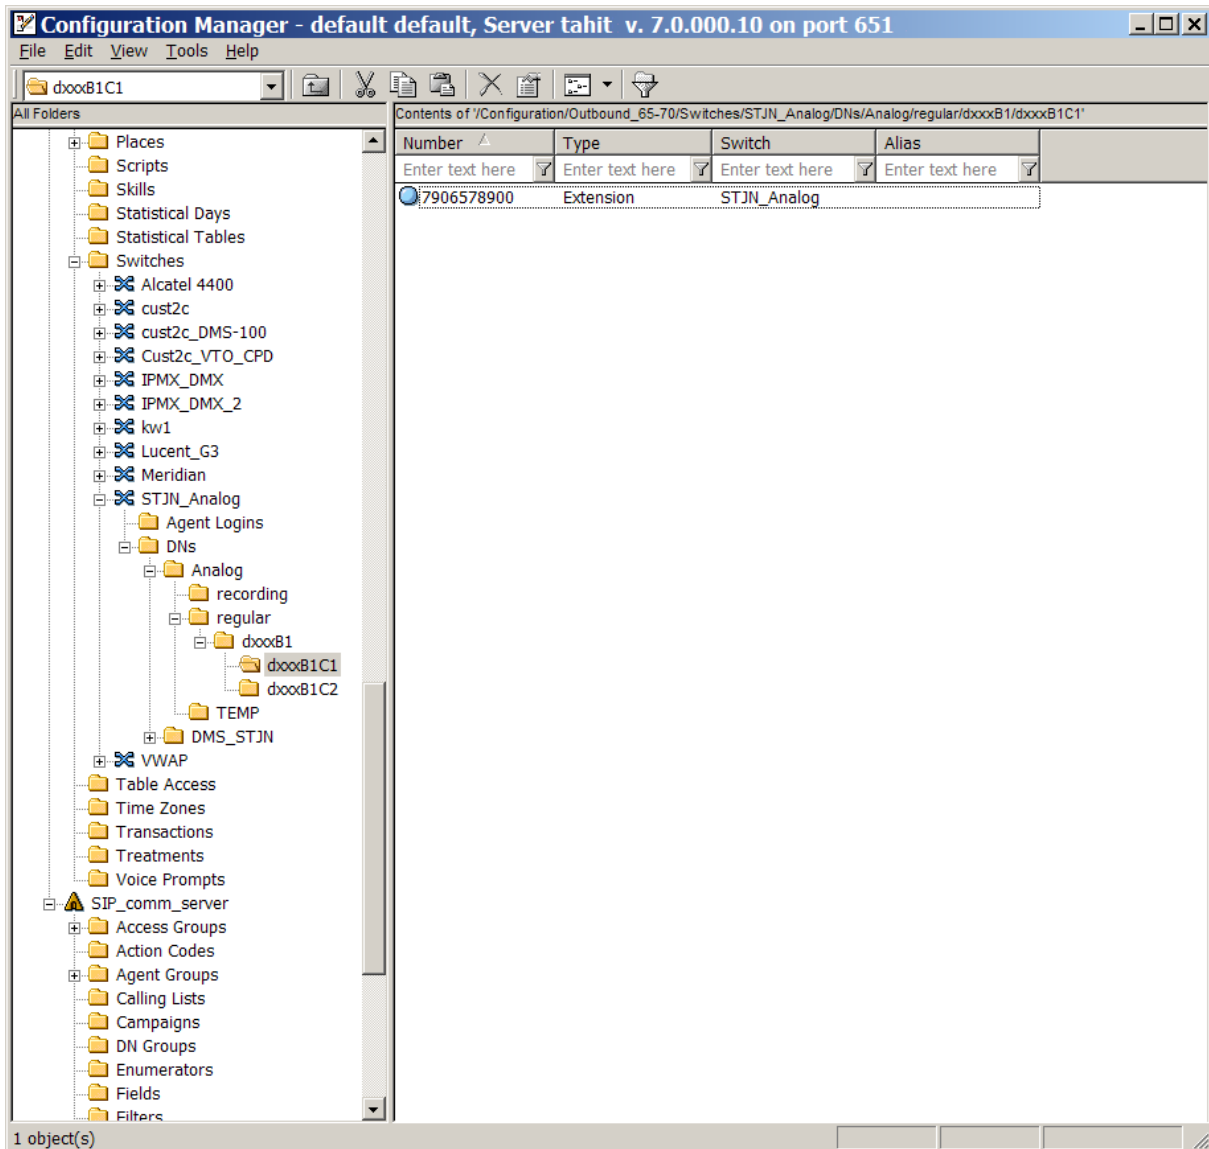 Configuration Manager - default default, Server tahit v. 7.0.000.10 on port 651
File Edit View Tools Help
dxxxB1C1
All Folders
Contents of '/Configuration/Outbound_65-70/Switches/STJN_Analog/DNs/Analog/regular/dxxxB1/dxxxB1C1'
Number Type Switch Alias
Enter text here Enter text here Enter text here Enter text here
7906578900 Extension STJN_Analog
Places
Scripts
Skills
Statistical Days
Statistical Tables
Switches
Alcatel 4400
cust2c
cust2c_DMS-100
Cust2c_VTO_CPD
IPMX_DMX
IPMX_DMX_2
kw1
Lucent_G3
Meridian
STJN_Analog
Agent Logins
DNs
Analog
recording
regular
dxxxB1
dxxxB1C1
dxxxB1C2
TEMP
DMS_STJN
VWAP
Table Access
Time Zones
Transactions
Treatments
Voice Prompts
SIP_comm_server
Access Groups
Action Codes
Agent Groups
Calling Lists
Campaigns
DN Groups
Enumerators
Fields
Filters
1 object(s)